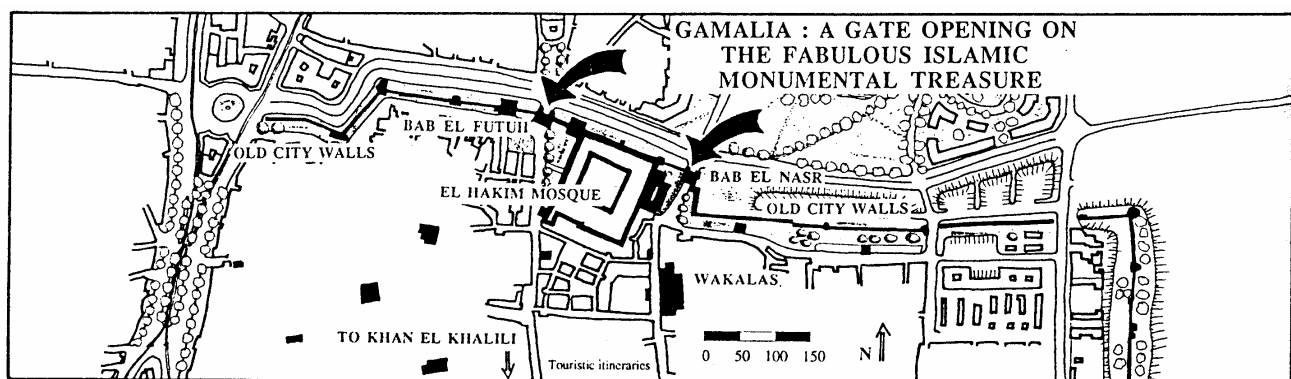 GAMALIA : A GATE OPENING ON
THE FABULOUS ISLAMIC
MONUMENTAL TREASURE
BAB EL FUTUH
OLD CITY WALLS
BAB EL NASR
EL HAKIM MOSQUE
OLD CITY WALLS
WAKALAS
TO KHAN EL KHALILI
0 50 100 150
N
Touristic itineraries